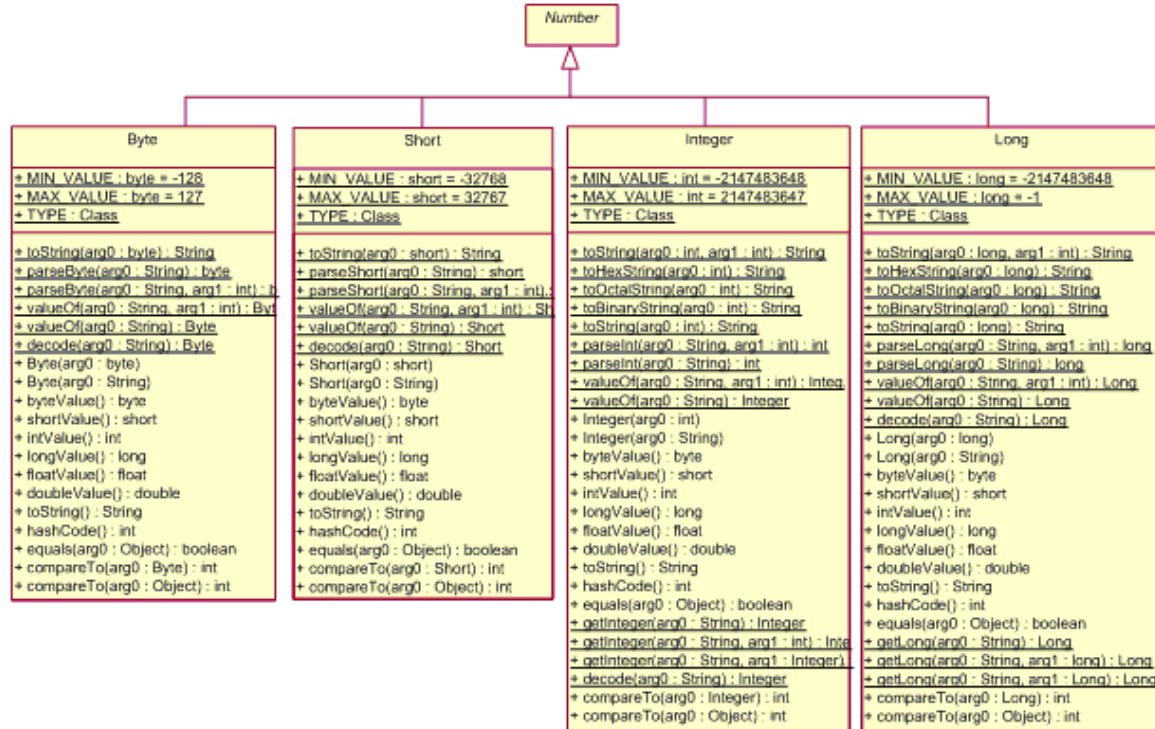 Number
Byte
+ MIN_VALUE : byte = -128
+ MAX_VALUE : byte = 127
+ TYPE : Class
+ toString(arg0 : byte) : String
+ parseByte(arg0 : String) : byte
+ parseByte(arg0 : String, arg1 : int) : b
+ valueOf(arg0 : String, arg1 : int) : Byt
+ valueOf(arg0 : String) : Byte
+ decode(arg0 : String) : Byte
+ Byte(arg0 : byte)
+ Byte(arg0 : String)
+ byteValue() : byte
+ shortValue() : short
+ intValue() : int
+ longValue() : long
+ floatValue() : float
+ doubleValue() : double
+ toString() : String
+ hashCode() : int
+ equals(arg0 : Object) : boolean
+ compareTo(arg0 : Byte) : int
+ compareTo(arg0 : Object) : int
Short
+ MIN_VALUE : short = -32768
+ MAX_VALUE : short = 32767
+ TYPE : Class
+ toString(arg0 : short) : String
+ parseShort(arg0 : String) : short
+ parseShort(arg0 : String, arg1 : int) :
+ valueOf(arg0 : String, arg1 : int) : Sh
+ valueOf(arg0 : String) : Short
+ decode(arg0 : String) : Short
+ Short(arg0 : short)
+ Short(arg0 : String)
+ byteValue() : byte
+ shortValue() : short
+ intValue() : int
+ longValue() : long
+ floatValue() : float
+ doubleValue() : double
+ toString() : String
+ hashCode() : int
+ equals(arg0 : Object) : boolean
+ compareTo(arg0 : Short) : int
+ compareTo(arg0 : Object) : int
Integer
+ MIN_VALUE : int = -2147483648
+ MAX_VALUE : int = 2147483647
+ TYPE : Class
+ toString(arg0 : int, arg1 : int) : String
+ toHexString(arg0 : int) : String
+ toOctalString(arg0 : int) : String
+ toBinaryString(arg0 : int) : String
+ toString(arg0 : int) : String
+ parseInt(arg0 : String, arg1 : int) : int
+ parseInt(arg0 : String) : int
+ valueOf(arg0 : String, arg1 : int) : Integ
+ valueOf(arg0 : String) : Integer
+ Integer(arg0 : int)
+ Integer(arg0 : String)
+ byteValue() : byte
+ shortValue() : short
+ intValue() : int
+ longValue() : long
+ floatValue() : float
+ doubleValue() : double
+ toString() : String
+ hashCode() : int
+ equals(arg0 : Object) : boolean
+ getInteger(arg0 : String) : Integer
+ getInteger(arg0 : String, arg1 : int) : Inte
+ getInteger(arg0 : String, arg1 : Integer)
+ decode(arg0 : String) : Integer
+ compareTo(arg0 : Integer) : int
+ compareTo(arg0 : Object) : int
Long
+ MIN_VALUE : long = -2147483648
+ MAX_VALUE : long = -1
+ TYPE : Class
+ toString(arg0 : long, arg1 : int) : String
+ toHexString(arg0 : long) : String
+ toOctalString(arg0 : long) : String
+ toBinaryString(arg0 : long) : String
+ toString(arg0 : long) : String
+ parseLong(arg0 : String, arg1 : int) : long
+ parseLong(arg0 : String) : long
+ valueOf(arg0 : String, arg1 : int) : Long
+ valueOf(arg0 : String) : Long
+ decode(arg0 : String) : Long
+ Long(arg0 : long)
+ Long(arg0 : String)
+ byteValue() : byte
+ shortValue() : short
+ intValue() : int
+ longValue() : long
+ floatValue() : float
+ doubleValue() : double
+ toString() : String
+ hashCode() : int
+ equals(arg0 : Object) : boolean
+ getLong(arg0 : String) : Long
+ getLong(arg0 : String, arg1 : long) : Long
+ getLong(arg0 : String, arg1 : Long) : Long
+ compareTo(arg0 : Long) : int
+ compareTo(arg0 : Object) : int